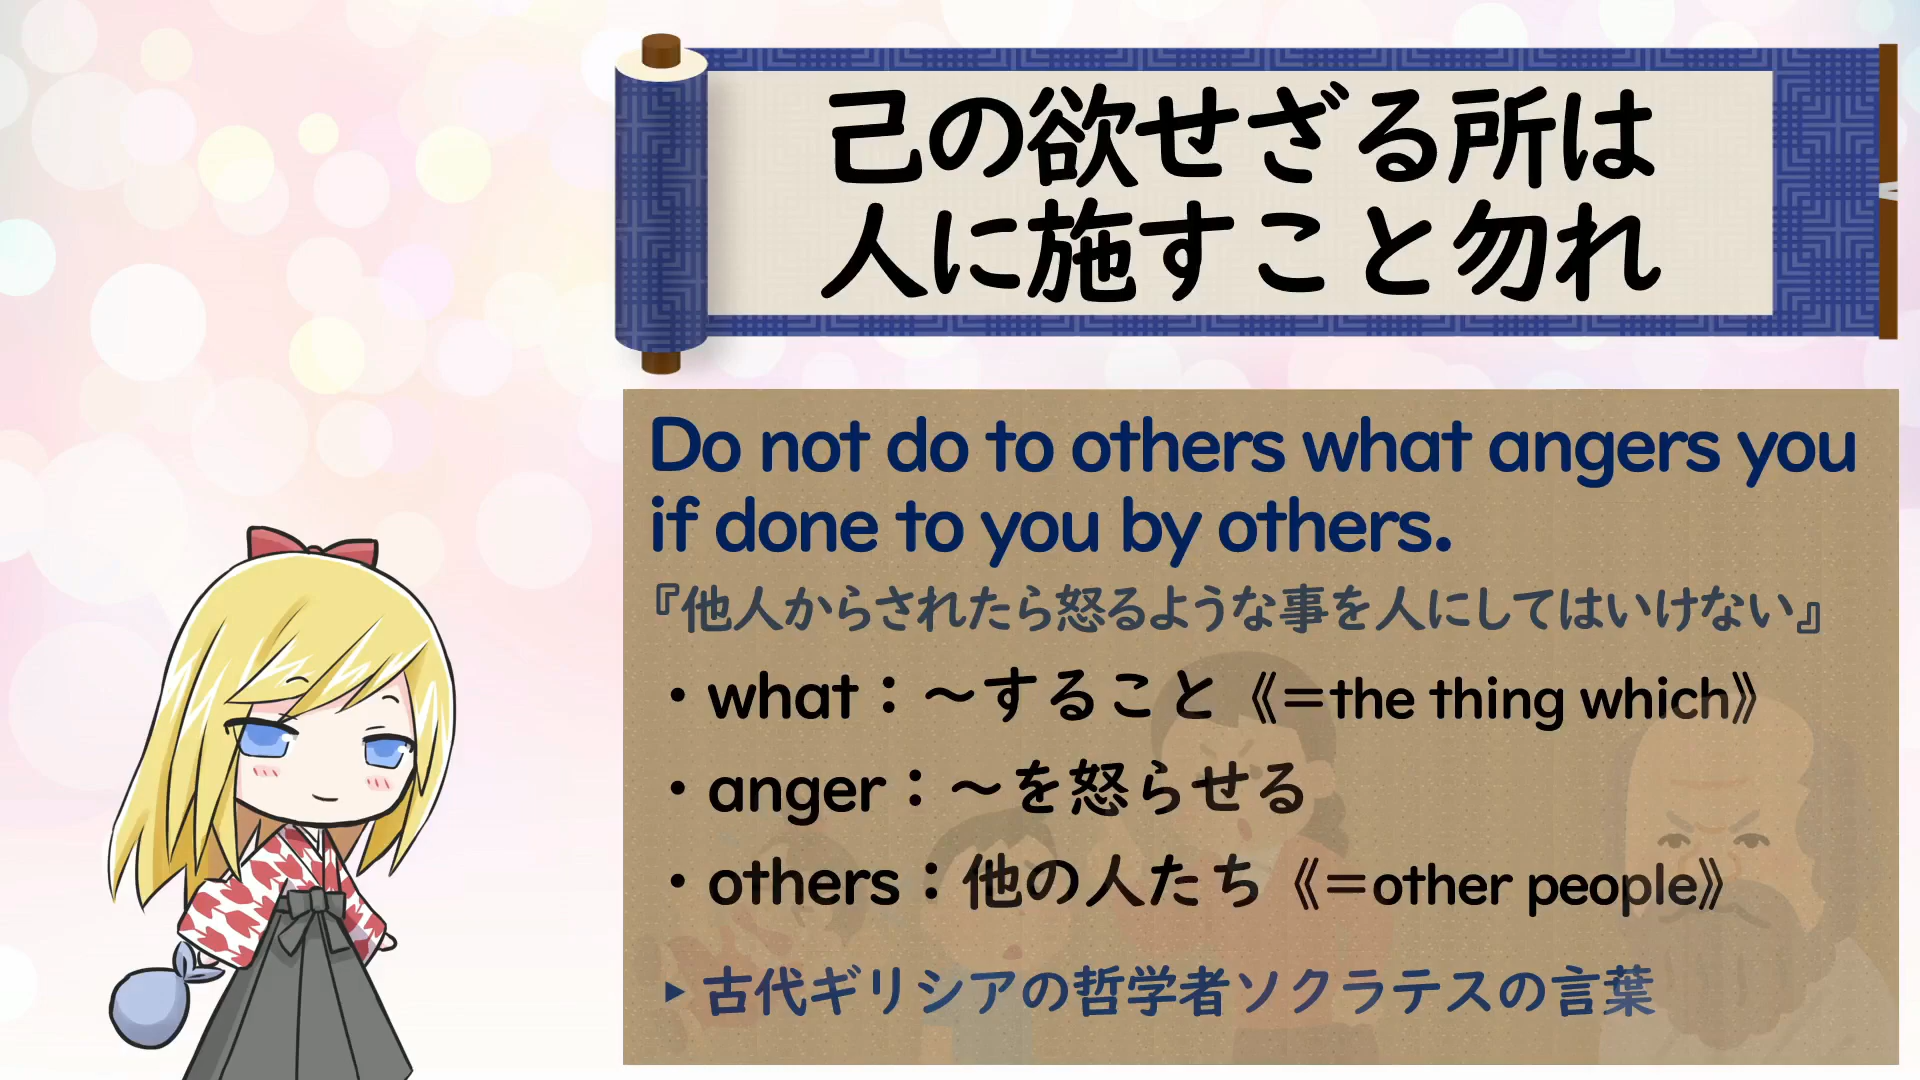 己の欲せざる所は
人に施すこと勿れ
Do not do to others what angers you
if done to you by others.
『他人からされたら怒るような事を人にしてはいけない』
・what：～すること《＝the thing which》
・anger：～を怒らせる
・others：他の人たち《＝other people》
▸古代ギリシアの哲学者ソクラテスの言葉